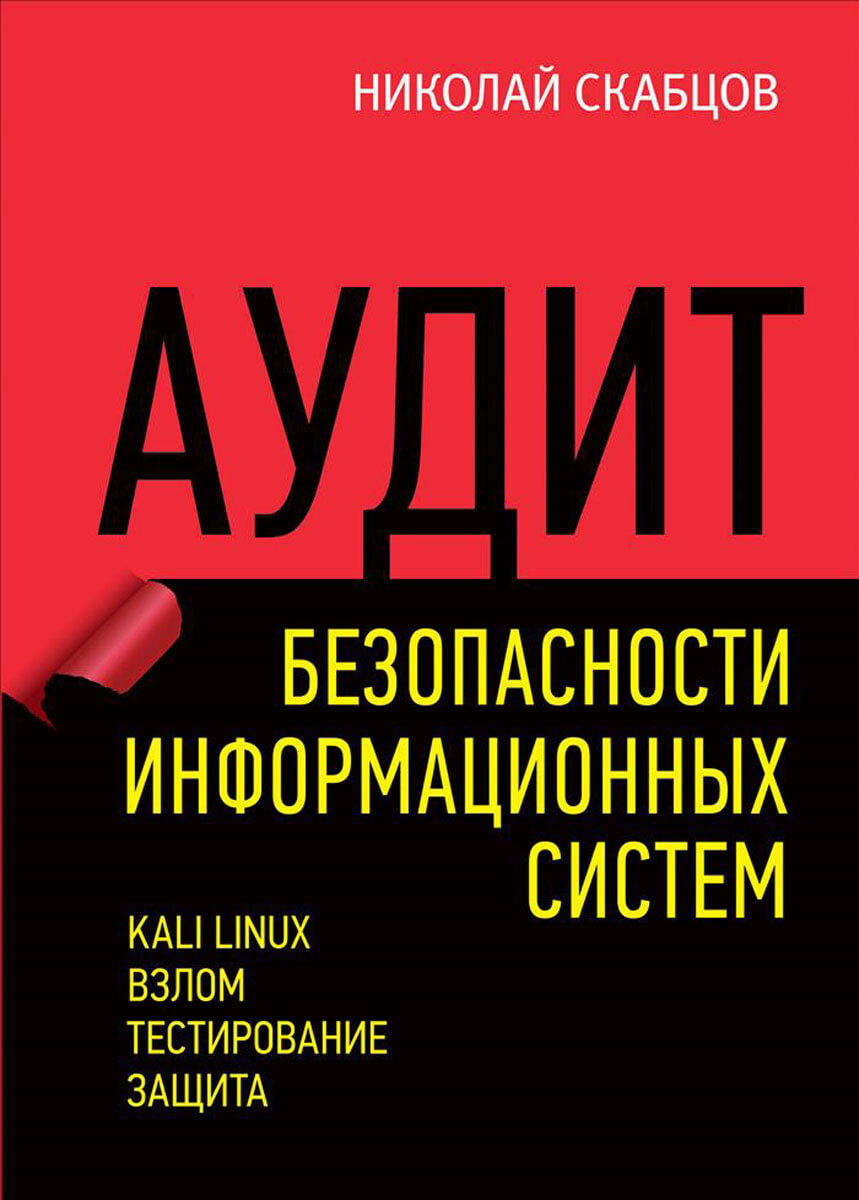 НИКОЛАЙ СКАБЦОВ
АУДИТ
БЕЗОПАСНОСТИ
ИНФОРМАЦИОННЫХ
СИСТЕМ
KALI LINUX
ВЗЛОМ
ТЕСТИРОВАНИЕ
ЗАЩИТА